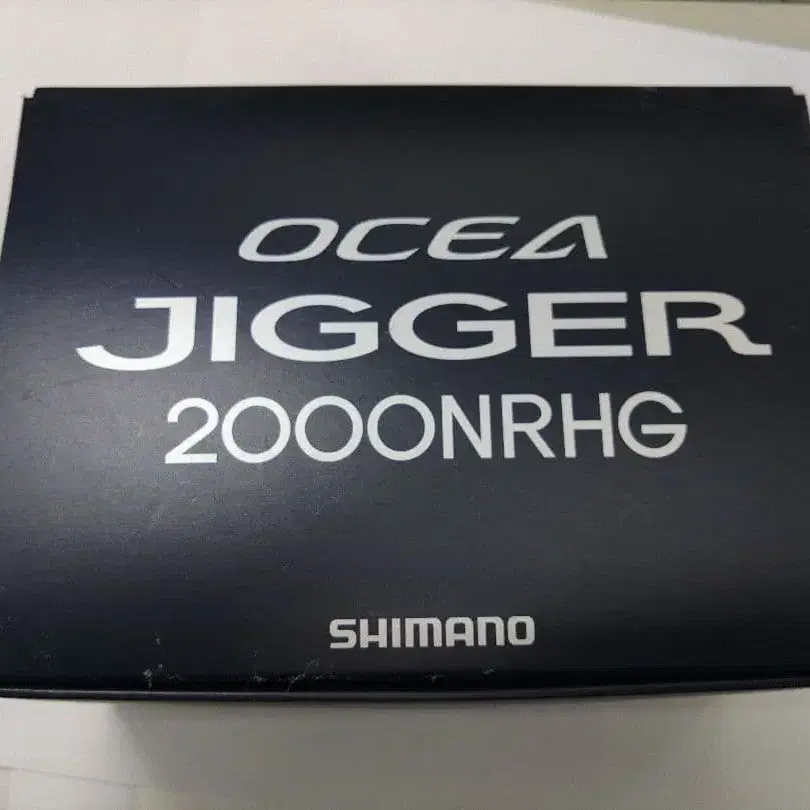 OCEA
JIGGER
2000NRHG
SHIMANO